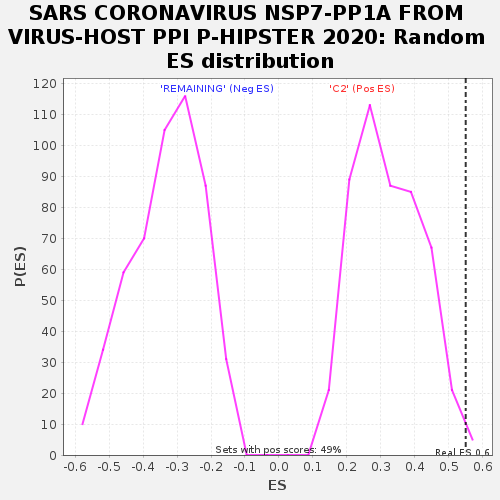 SARS CORONAVIRUS NSP7-PP1A FROM
VIRUS-HOST PPI P-HIPSTER 2020: Random
ES distribution
'REMAINING' (Neg ES)
'C2' (Pos ES)
120
110
100
90
80
70
60
50
40
30
20
10
0
P(ES)
Sets with pos scores: 49%
Real ES 0.6
-0.6 -0.5 -0.4 -0.3 -0.2 -0.1 0.0 0.1 0.2 0.3 0.4 0.5 0.6
ES